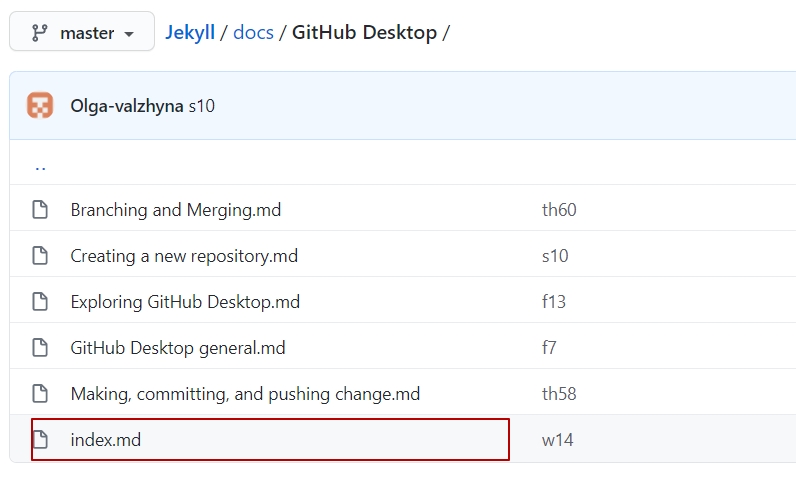 master Jekyll / docs / GitHub Desktop /
Olga-valzhyna s10
..
Branching and Merging.md th60
Creating a new repository.md s10
Exploring GitHub Desktop.md f13
GitHub Desktop general.md f7
Making, committing, and pushing change.md th58
index.md w14